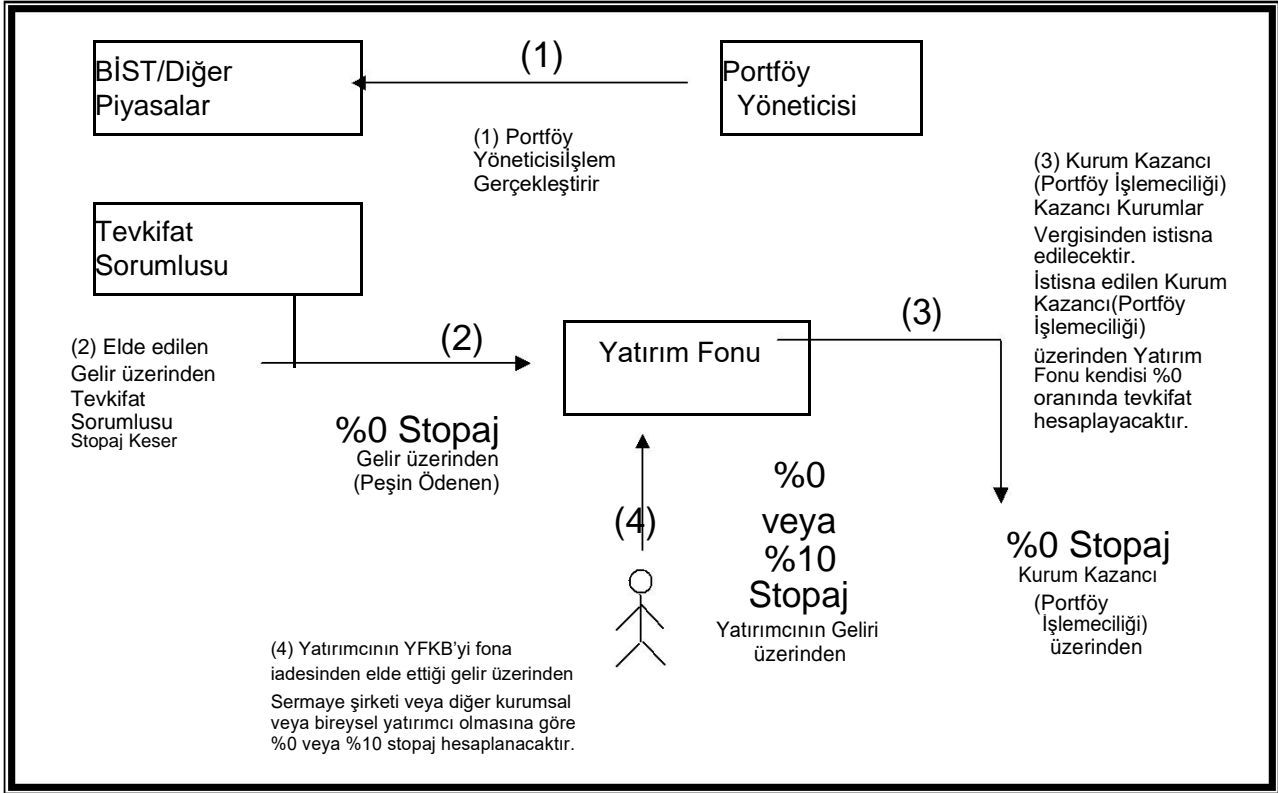 BİST/Diğer
Piyasalar
(1)
Portföy
Yöneticisi
(1) Portföy
Yöneticisiİşlem
Gerçekleştirir
Tevkifat
Sorumlusu
(2) Elde edilen
Gelir üzerinden
Tevkifat
Sorumlusu
Stopaj Keser
(2)
%0 Stopaj
Gelir üzerinden
(Peşin Ödenen)
Yatırım Fonu
(3)
(3) Kurum Kazancı
(Portföy İşlemeciliği)
Kazancı Kurumlar
Vergisinden istisna
edilecektir.
İstisna edilen Kurum
Kazancı(Portföy
İşlemeciliği)
üzerinden Yatırım
Fonu kendisi %0
oranında tevkifat
hesaplayacaktır.
(4)
%0
veya
%10
Stopaj
Yatırımcının Geliri
üzerinden
%0 Stopaj
Kurum Kazancı
(Portföy
İşlemeciliği)
üzerinden
(4) Yatırımcının YFKB’yi fona
iadesinden elde ettiği gelir üzerinden
Sermaye şirketi veya diğer kurumsal
veya bireysel yatırımcı olmasına göre
%0 veya %10 stopaj hesaplanacaktır.